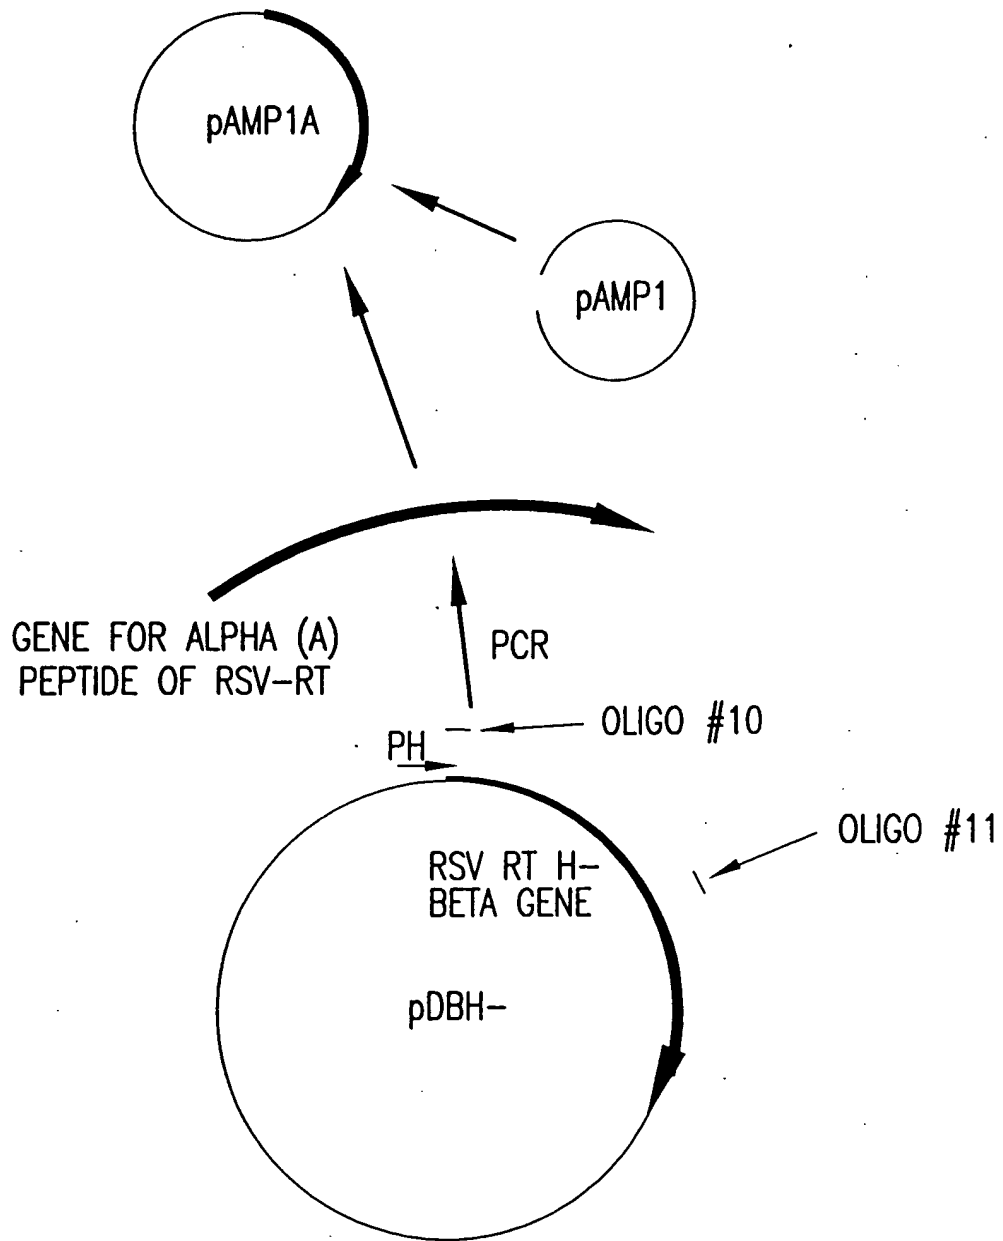 pAMP1A
pAMP1
GENE FOR ALPHA (A)
PEPTIDE OF RSV-RT
PCR
OLIGO #10
PH
OLIGO #11
RSV RT H-
BETA GENE
pDBH-